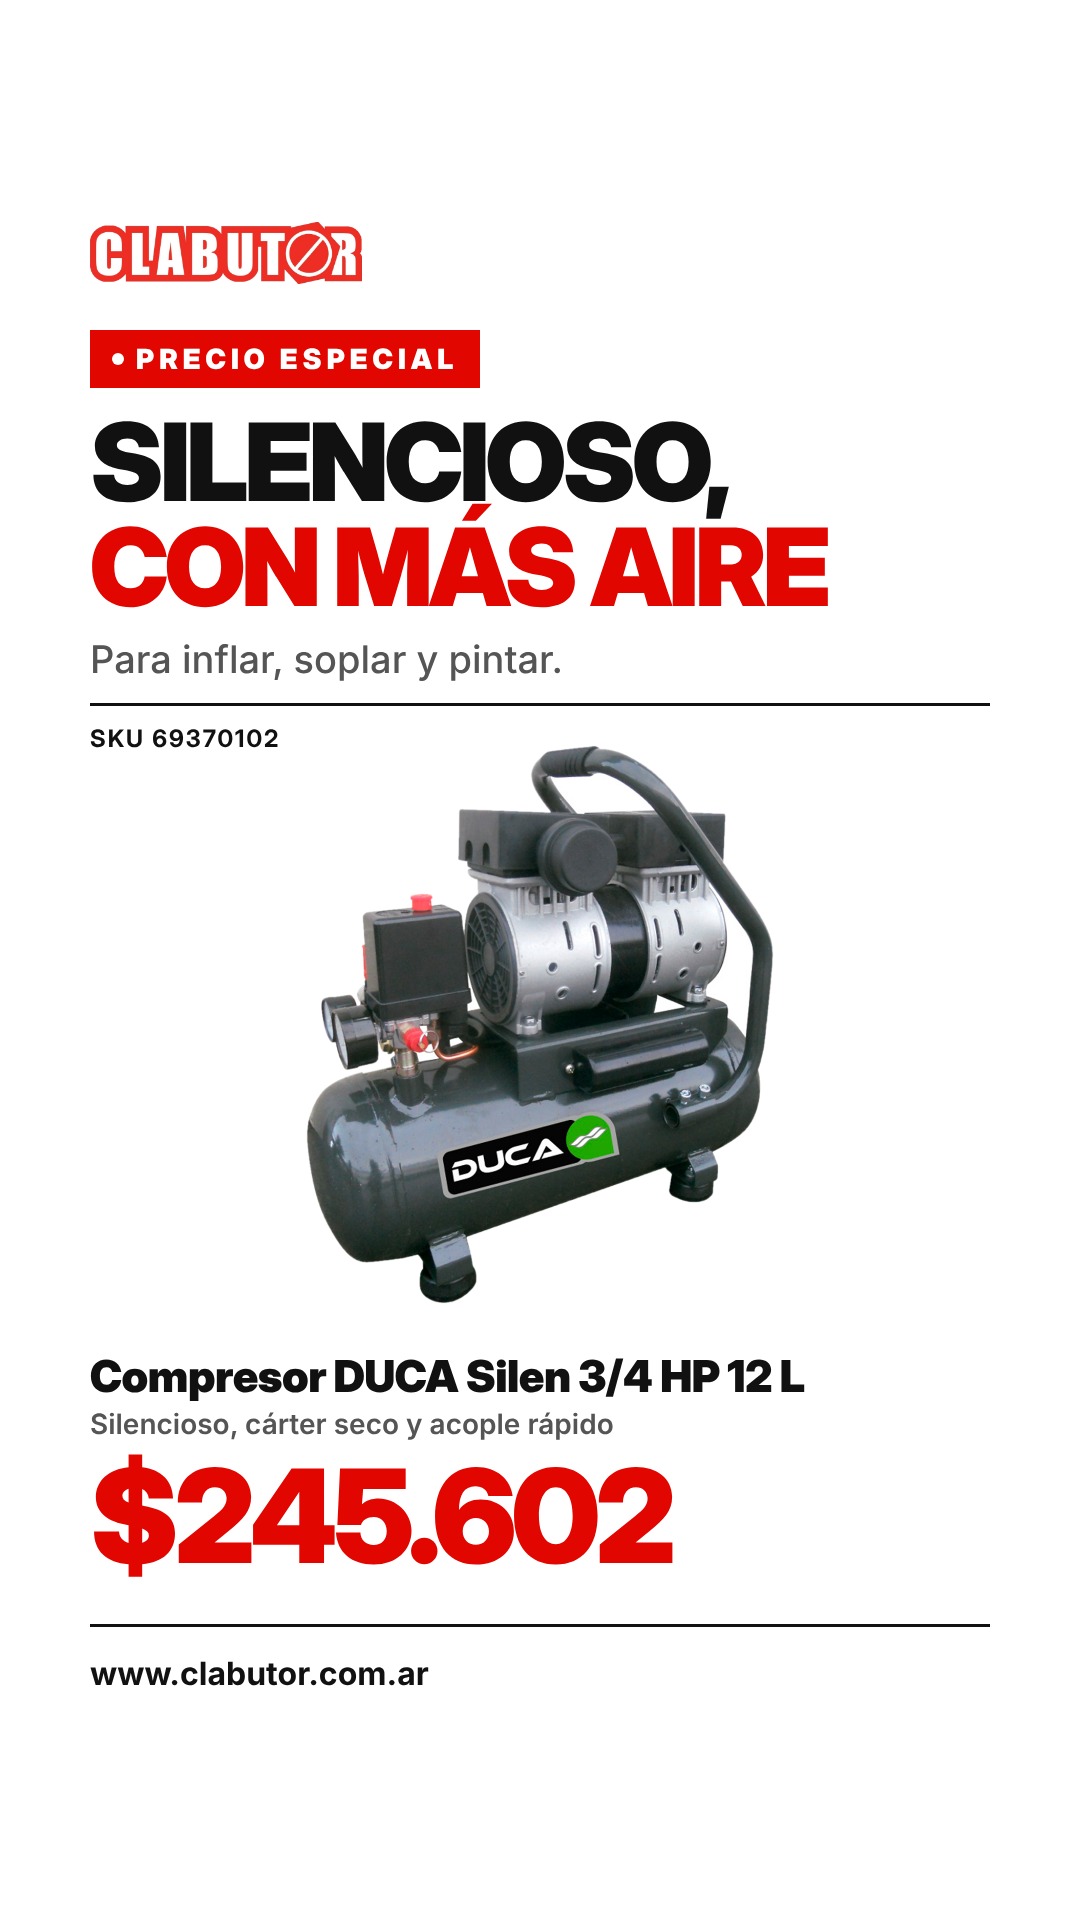 CLABUTOR
• PRECIO ESPECIAL
SILENCIOSO,
CON MÁS AIRE
Para inflar, soplar y pintar.
SKU 69370102
DUCA
Compresor DUCA Silen 3/4 HP 12 L
Silencioso, cárter seco y acople rápido
$245.602
www.clabutor.com.ar